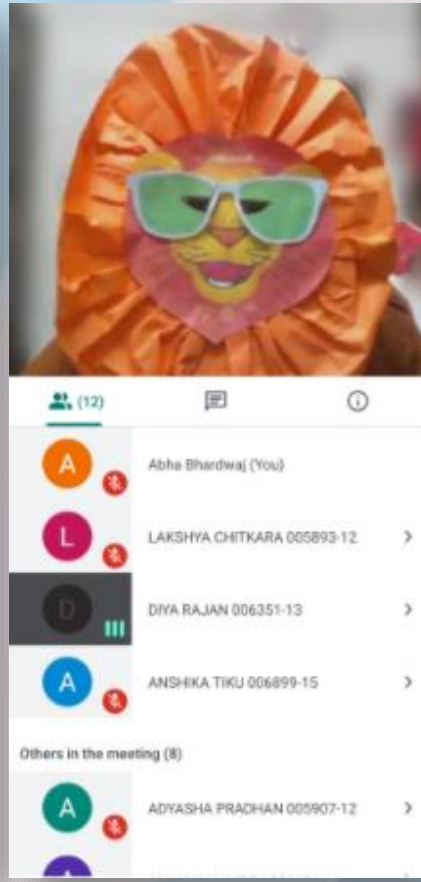 (12)
A
Abha Bhardwaj (You)
L
LAKSHYA CHITKARA 005893-12
D
DIYA RAJAN 006351-13
A
ANSHIKA TIKU 006899-15
Others in the meeting (8)
A
ADYASHA PRADHAN 005907-12
A